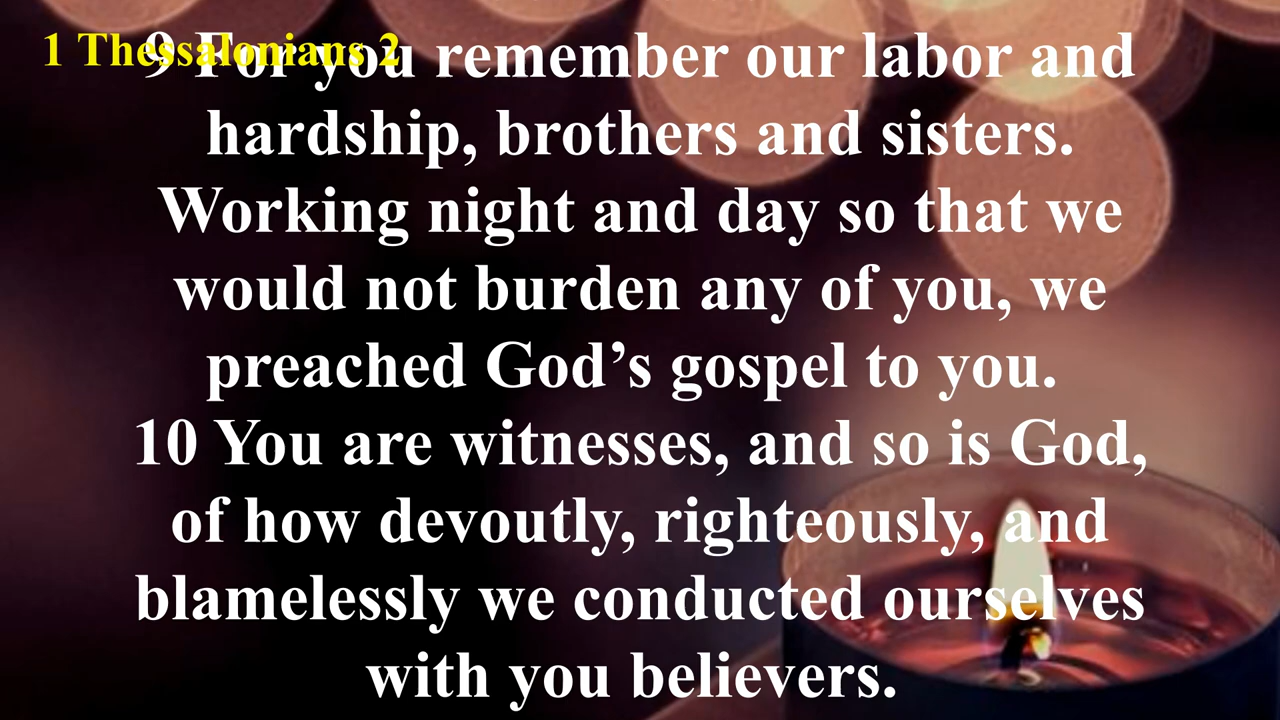 1 Thessalonians 2
9 For you remember our labor and
hardship, brothers and sisters.
Working night and day so that we
would not burden any of you, we
preached God’s gospel to you.
10 You are witnesses, and so is God,
of how devoutly, righteously, and
blamelessly we conducted ourselves
with you believers.